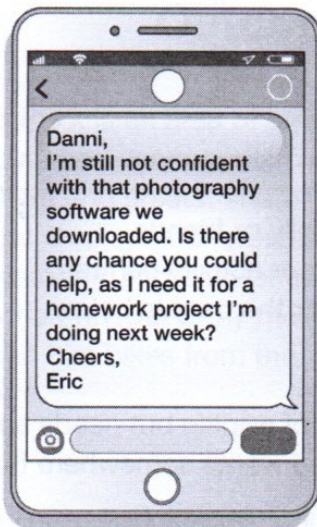 Danni,
I'm still not confident
with that photography
software we
downloaded. Is there
any chance you could
help, as I need it for a
homework project I'm
doing next week?
Cheers,
Eric